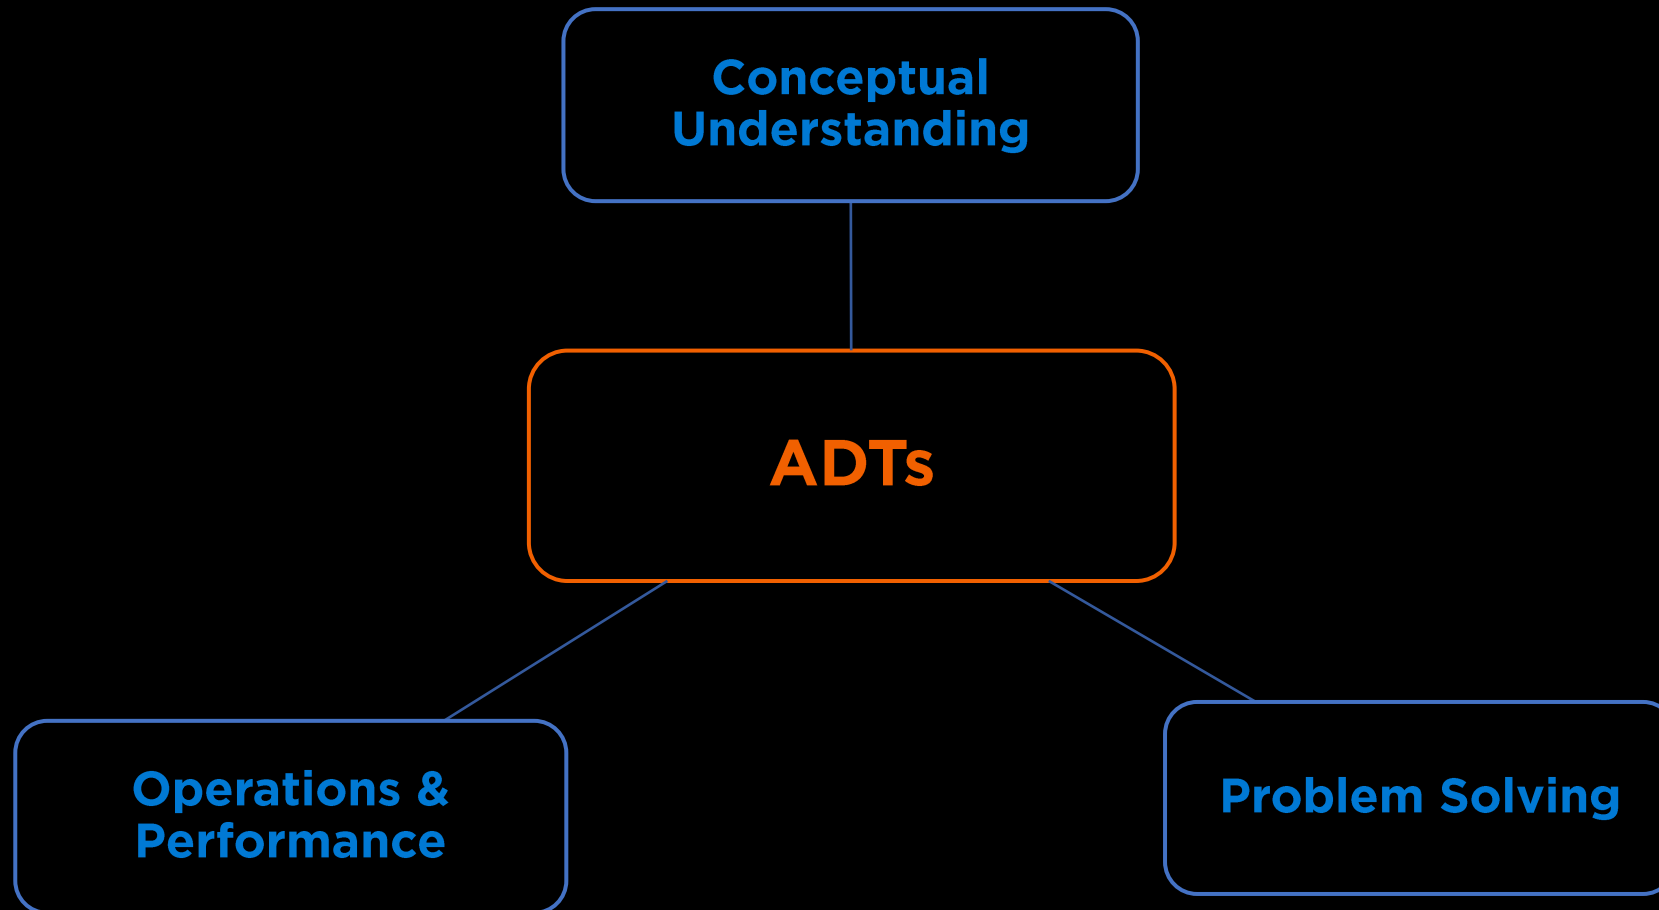 Conceptual
Understanding
ADTs
Operations &
Performance
Problem Solving